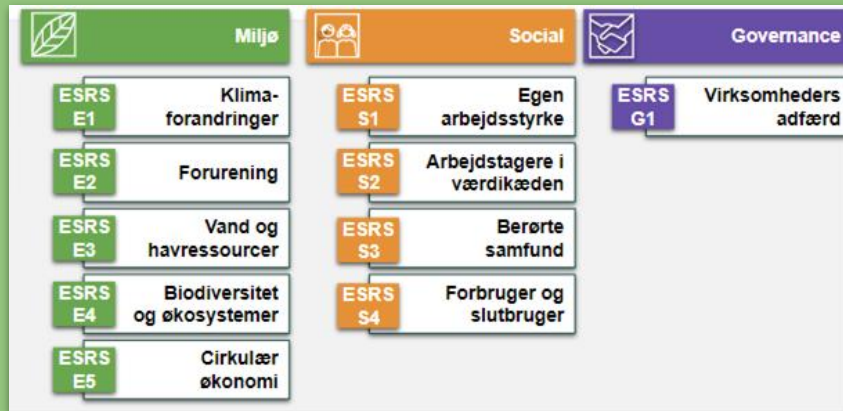 Miljø
ESRS
E1
Klima-
forandringer
ESRS
E2
Forurening
ESRS
E3
Vand og
havressourcer
ESRS
E4
Biodiversitet
og økosystemer
ESRS
E5
Cirkulær
økonomi
Social
ESRS
S1
Egen
arbejdsstyrke
ESRS
S2
Arbejdstagere i
værdikæden
ESRS
S3
Berørte
samfund
ESRS
S4
Forbruger og
slutbruger
Governance
ESRS
G1
Virksomheders
adfærd